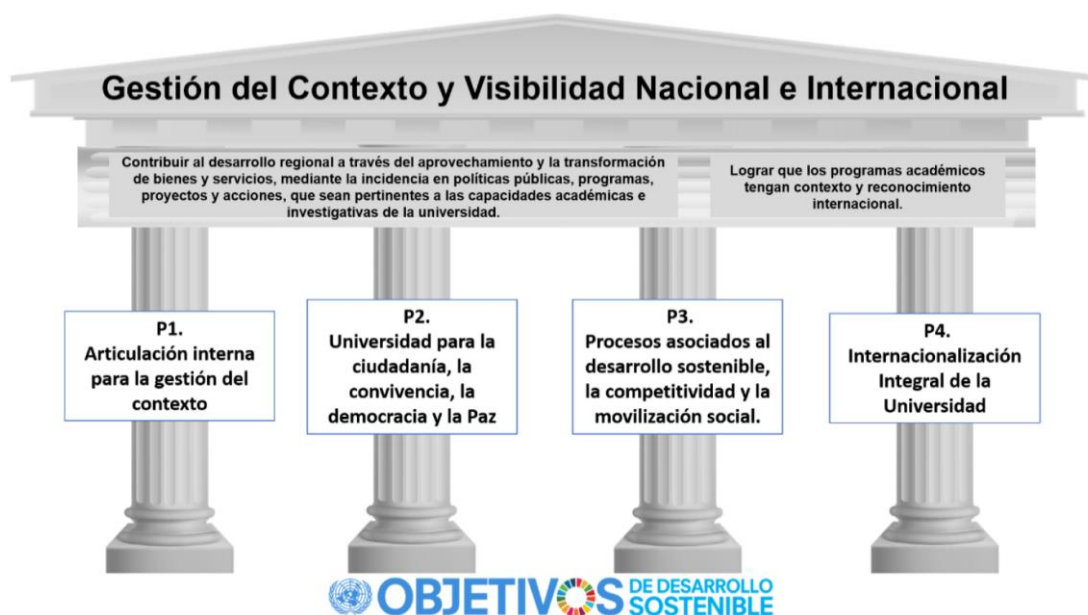 Gestión del Contexto y Visibilidad Nacional e Internacional
Contribuir al desarrollo regional a través del aprovechamiento y la transformación
de bienes y servicios, mediante la incidencia en políticas públicas, programas,
proyectos y acciones, que sean pertinentes a las capacidades académicas e
investigativas de la universidad.
Lograr que los programas académicos
tengan contexto y reconocimiento
internacional.
P1.
Articulación interna
para la gestión del
contexto
P2.
Universidad para la
ciudadanía, la
convivencia, la
democracia y la Paz
P3.
Procesos asociados al
desarrollo sostenible,
la competitividad y la
movilización social.
P4.
Internacionalización
Integral de la
Universidad
OBJETIVOS DE DESARROLLO
SOSTENIBLE